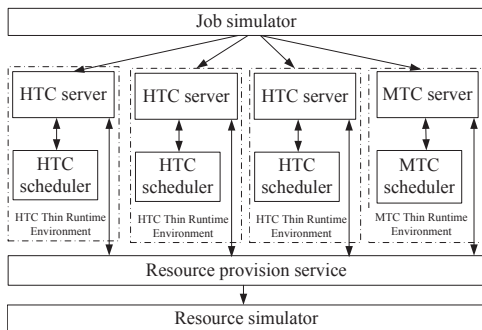 Job simulator
HTC server
HTC server
HTC server
MTC server
HTC
scheduler
HTC
scheduler
HTC
scheduler
MTC
scheduler
HTC Thin Runtime
Environment
HTC Thin Runtime
Environment
HTC Thin Runtime
Environment
MTC Thin Runtime
Environment
Resource provision service
Resource simulator